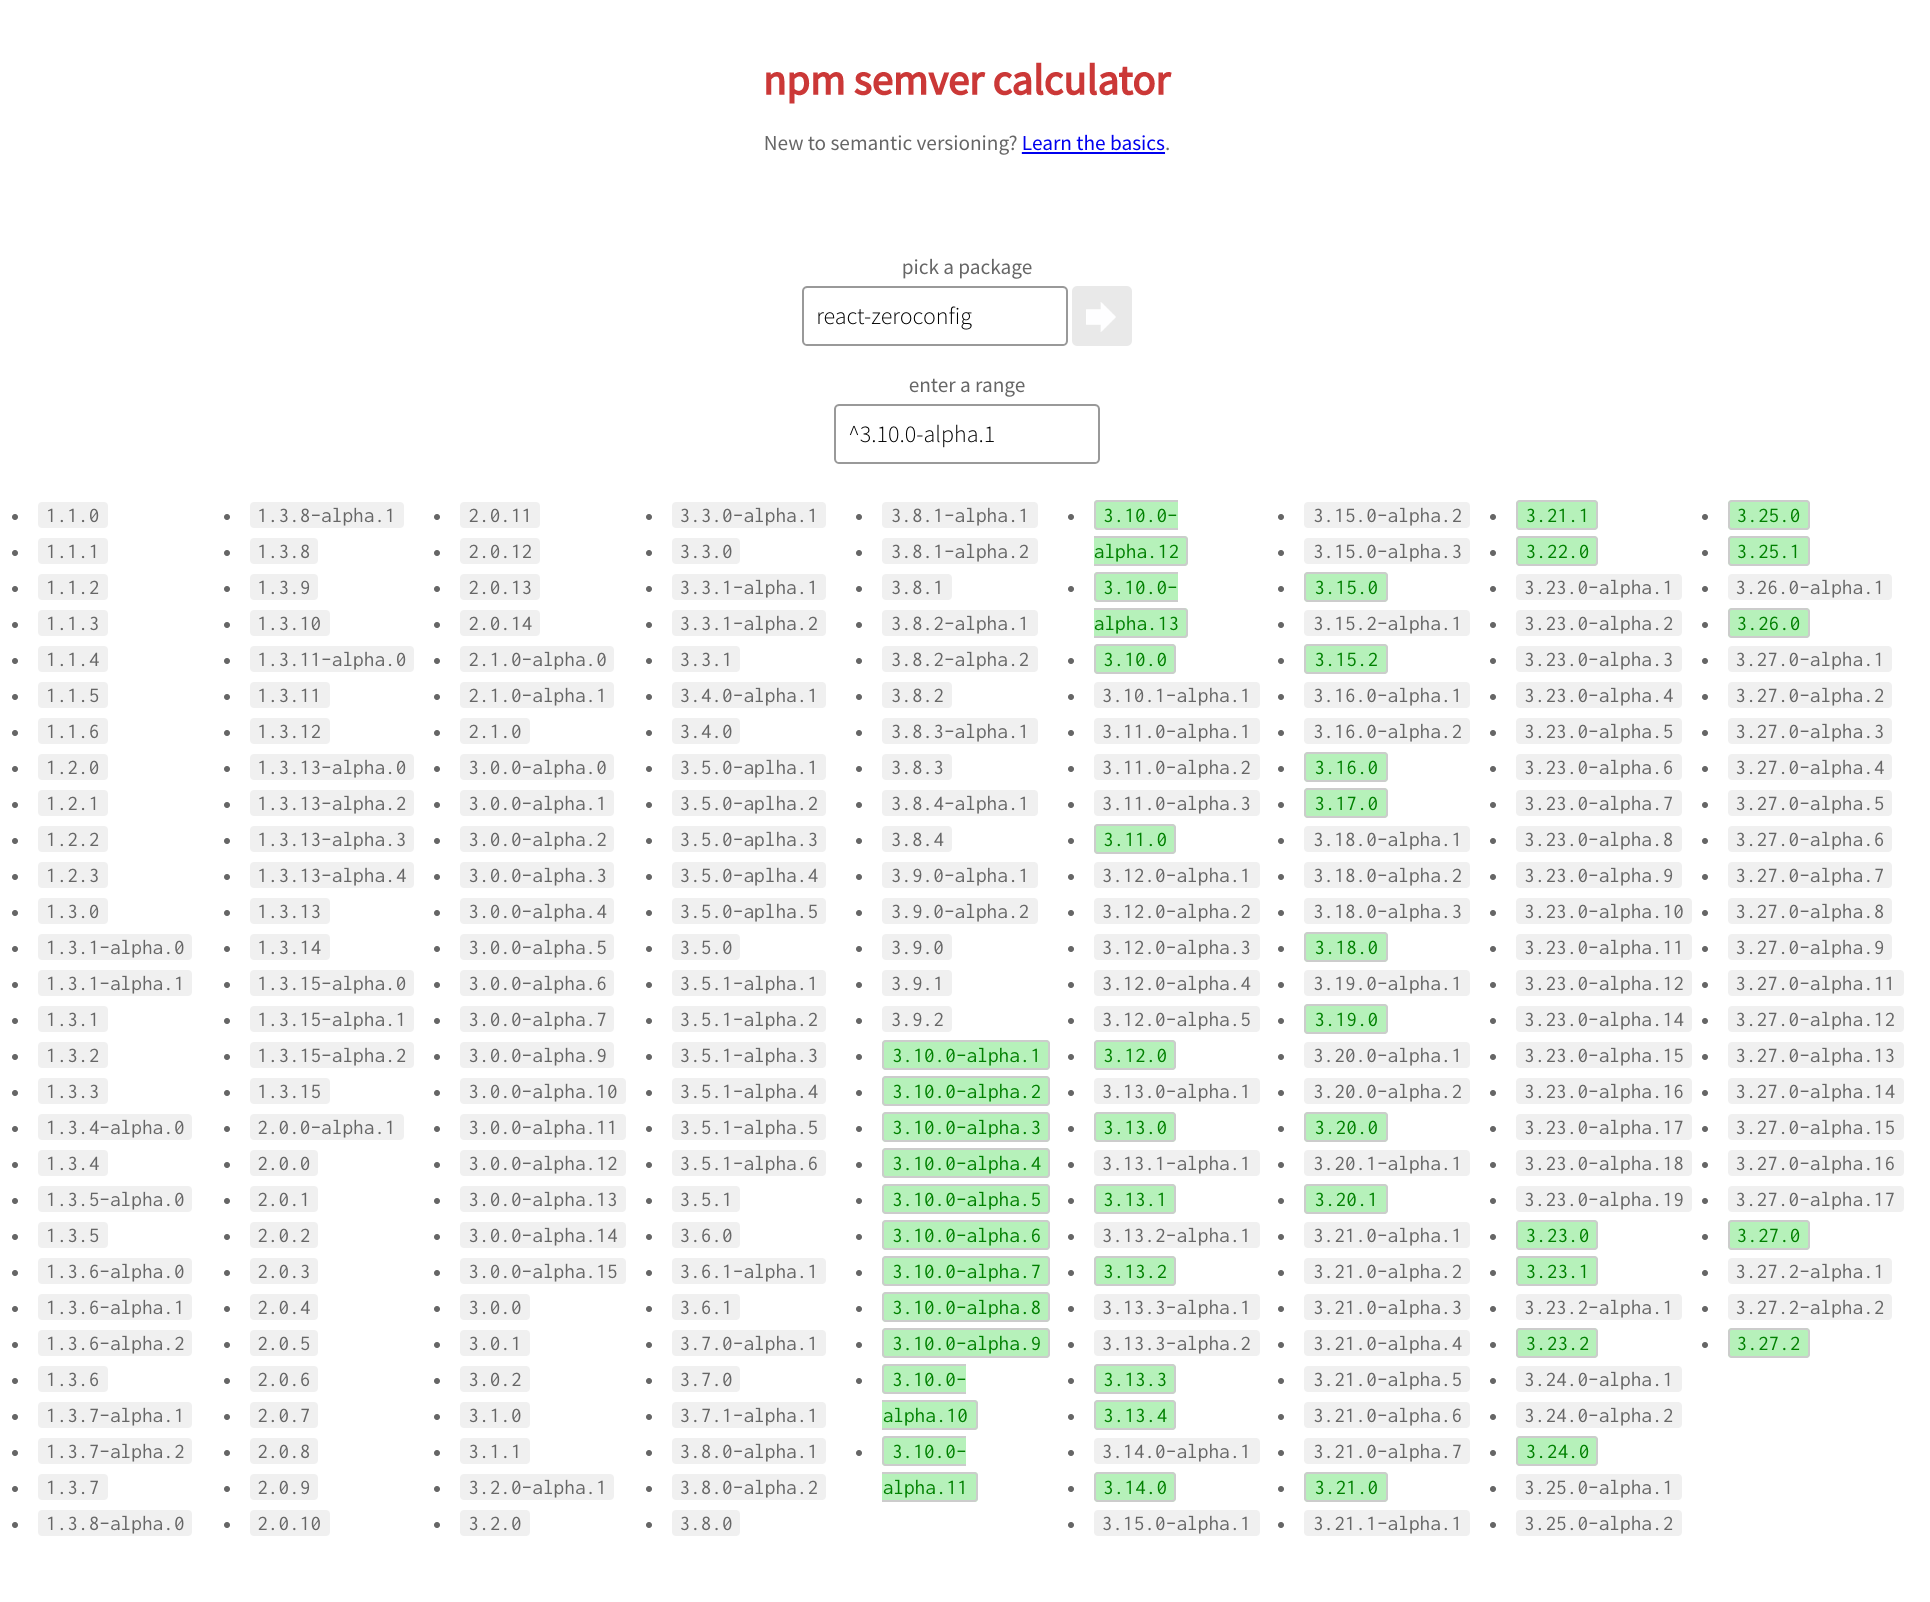 npm semver calculator
New to semantic versioning? Learn the basics.
pick a package
react-zeroconfig
enter a range
^3.10.0-alpha.1
1.1.0
1.1.1
1.1.2
1.1.3
1.1.4
1.1.5
1.1.6
1.2.0
1.2.1
1.2.2
1.2.3
1.3.0
1.3.1-alpha.0
1.3.1-alpha.1
1.3.1
1.3.2
1.3.3
1.3.4-alpha.0
1.3.4
1.3.5-alpha.0
1.3.5
1.3.6-alpha.0
1.3.6-alpha.1
1.3.6-alpha.2
1.3.6
1.3.7-alpha.1
1.3.7-alpha.2
1.3.7
1.3.8-alpha.0
1.3.8-alpha.1
1.3.8
1.3.9
1.3.10
1.3.11-alpha.0
1.3.11
1.3.12
1.3.13-alpha.0
1.3.13-alpha.2
1.3.13-alpha.3
1.3.13-alpha.4
1.3.13
1.3.14
1.3.15-alpha.0
1.3.15-alpha.1
1.3.15-alpha.2
1.3.15
2.0.0-alpha.1
2.0.0
2.0.1
2.0.2
2.0.3
2.0.4
2.0.5
2.0.6
2.0.7
2.0.8
2.0.9
2.0.10
2.0.11
2.0.12
2.0.13
2.0.14
2.1.0-alpha.0
2.1.0-alpha.1
2.1.0
3.0.0-alpha.0
3.0.0-alpha.1
3.0.0-alpha.2
3.0.0-alpha.3
3.0.0-alpha.4
3.0.0-alpha.5
3.0.0-alpha.6
3.0.0-alpha.7
3.0.0-alpha.9
3.0.0-alpha.10
3.0.0-alpha.11
3.0.0-alpha.12
3.0.0-alpha.13
3.0.0-alpha.14
3.0.0-alpha.15
3.0.0
3.0.1
3.0.2
3.1.0
3.1.1
3.2.0-alpha.1
3.2.0
3.3.0-alpha.1
3.3.0
3.3.1-alpha.1
3.3.1-alpha.2
3.3.1
3.4.0-alpha.1
3.4.0
3.5.0-aplha.1
3.5.0-aplha.2
3.5.0-aplha.3
3.5.0-aplha.4
3.5.0-aplha.5
3.5.0
3.5.1-alpha.1
3.5.1-alpha.2
3.5.1-alpha.3
3.5.1-alpha.4
3.5.1-alpha.5
3.5.1-alpha.6
3.5.1
3.6.0
3.6.1-alpha.1
3.6.1
3.7.0-alpha.1
3.7.0
3.7.1-alpha.1
3.8.0-alpha.1
3.8.0-alpha.2
3.8.0
3.8.1-alpha.1
3.8.1-alpha.2
3.8.1
3.8.2-alpha.1
3.8.2-alpha.2
3.8.2
3.8.3-alpha.1
3.8.3
3.8.4-alpha.1
3.8.4
3.9.0-alpha.1
3.9.0-alpha.2
3.9.0
3.9.1
3.9.2
3.10.0-alpha.1
3.10.0-alpha.2
3.10.0-alpha.3
3.10.0-alpha.4
3.10.0-alpha.5
3.10.0-alpha.6
3.10.0-alpha.7
3.10.0-alpha.8
3.10.0-alpha.9
3.10.0-
alpha.10
3.10.0-
alpha.11
3.10.0-
alpha.12
3.10.0-
alpha.13
3.10.0
3.10.1-alpha.1
3.11.0-alpha.1
3.11.0-alpha.2
3.11.0-alpha.3
3.11.0
3.12.0-alpha.1
3.12.0-alpha.2
3.12.0-alpha.3
3.12.0-alpha.4
3.12.0-alpha.5
3.12.0
3.13.0-alpha.1
3.13.0
3.13.1-alpha.1
3.13.1
3.13.2-alpha.1
3.13.2
3.13.3-alpha.1
3.13.3-alpha.2
3.13.3
3.13.4
3.14.0-alpha.1
3.14.0
3.15.0-alpha.1
3.15.0-alpha.2
3.15.0-alpha.3
3.15.0
3.15.2-alpha.1
3.15.2
3.16.0-alpha.1
3.16.0-alpha.2
3.16.0
3.17.0
3.18.0-alpha.1
3.18.0-alpha.2
3.18.0-alpha.3
3.18.0
3.19.0-alpha.1
3.19.0
3.20.0-alpha.1
3.20.0-alpha.2
3.20.0
3.20.1-alpha.1
3.20.1
3.21.0-alpha.1
3.21.0-alpha.2
3.21.0-alpha.3
3.21.0-alpha.4
3.21.0-alpha.5
3.21.0-alpha.6
3.21.0-alpha.7
3.21.0
3.21.1-alpha.1
3.21.1
3.22.0
3.23.0-alpha.1
3.23.0-alpha.2
3.23.0-alpha.3
3.23.0-alpha.4
3.23.0-alpha.5
3.23.0-alpha.6
3.23.0-alpha.7
3.23.0-alpha.8
3.23.0-alpha.9
3.23.0-alpha.10
3.23.0-alpha.11
3.23.0-alpha.12
3.23.0-alpha.14
3.23.0-alpha.15
3.23.0-alpha.16
3.23.0-alpha.17
3.23.0-alpha.18
3.23.0-alpha.19
3.23.0
3.23.1
3.23.2-alpha.1
3.23.2
3.24.0-alpha.1
3.24.0-alpha.2
3.24.0
3.25.0-alpha.1
3.25.0-alpha.2
3.25.0
3.25.1
3.26.0-alpha.1
3.26.0
3.27.0-alpha.1
3.27.0-alpha.2
3.27.0-alpha.3
3.27.0-alpha.4
3.27.0-alpha.5
3.27.0-alpha.6
3.27.0-alpha.7
3.27.0-alpha.8
3.27.0-alpha.9
3.27.0-alpha.11
3.27.0-alpha.12
3.27.0-alpha.13
3.27.0-alpha.14
3.27.0-alpha.15
3.27.0-alpha.16
3.27.0-alpha.17
3.27.0
3.27.2-alpha.1
3.27.2-alpha.2
3.27.2